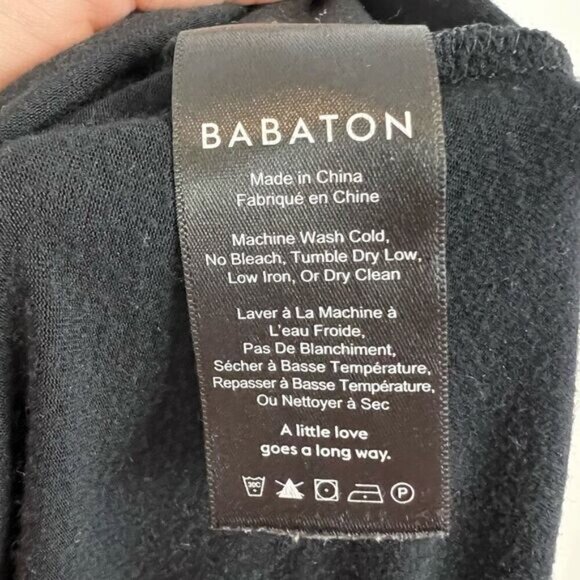 BABATON
Made in China
Fabriqué en Chine
Machine Wash Cold,
No Bleach, Tumble Dry Low,
Low Iron, Or Dry Clean
Laver à La Machine à
L'eau Froide,
Pas De Blanchiment,
Sécher à Basse Température,
Repasser à Basse Température,
Ou Nettoyer à Sec
A little love
goes a long way.
30C P